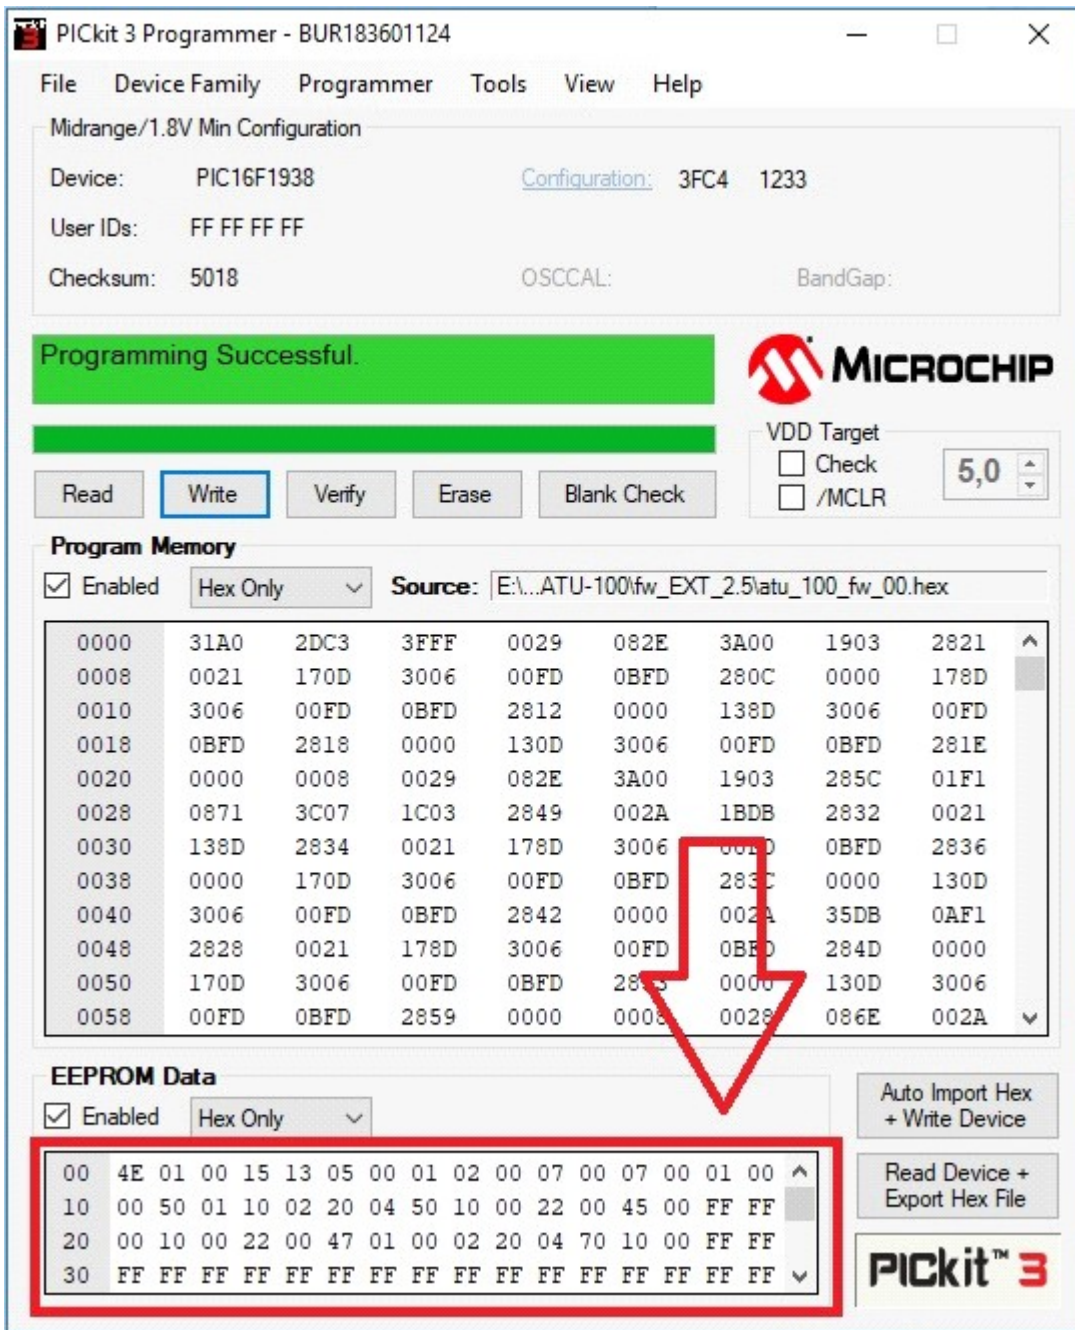 PICkit 3 Programmer - BUR183601124
File Device Family Programmer Tools View Help
Midrange/1.8V Min Configuration
Device: PIC16F1938 Configuration: 3FC4 1233
User IDs: FF FF FF FF
Checksum: 5018 OSCCAL: BandGap:
Programming Successful.
MICROCHIP
VDD Target
Check
/MCLR
5,0
Read Write Verify Erase Blank Check
Program Memory
Enabled Hex Only Source: E:\...ATU-100\fw_EXT_2.5\atu_100_fw_00.hex
0000 31A0 2DC3 3FFF 0029 082E 3A00 1903 2821
0008 0021 170D 3006 00FD 0BFD 280C 0000 178D
0010 3006 00FD 0BFD 2812 0000 138D 3006 00FD
0018 0BFD 2818 0000 130D 3006 00FD 0BFD 281E
0020 0000 0008 0029 082E 3A00 1903 285C 01F1
0028 0871 3C07 1C03 2849 002A 1BDB 2832 0021
0030 138D 2834 0021 178D 3006 0BFD 2836
0038 0000 170D 3006 00FD 0BFD 283C 0000 130D
0040 3006 00FD 0BFD 2842 0000 002A 35DB 0AF1
0048 2828 0021 178D 3006 00FD 0BFD 284D 0000
0050 170D 3006 00FD 0BFD 0000 130D 3006
0058 00FD 0BFD 2859 0000 0008 0028 086E 002A
EEPROM Data
Enabled Hex Only
00 4E 01 00 15 13 05 00 01 02 00 07 00 07 00 01 00
10 00 50 01 10 02 20 04 50 10 00 22 00 45 00 FF FF
20 00 10 00 22 00 47 01 00 02 20 04 70 10 00 FF FF
30 FF FF FF FF FF FF FF FF FF FF FF FF FF FF FF FF
Auto Import Hex
+ Write Device
Read Device +
Export Hex File
PICkit™ 3